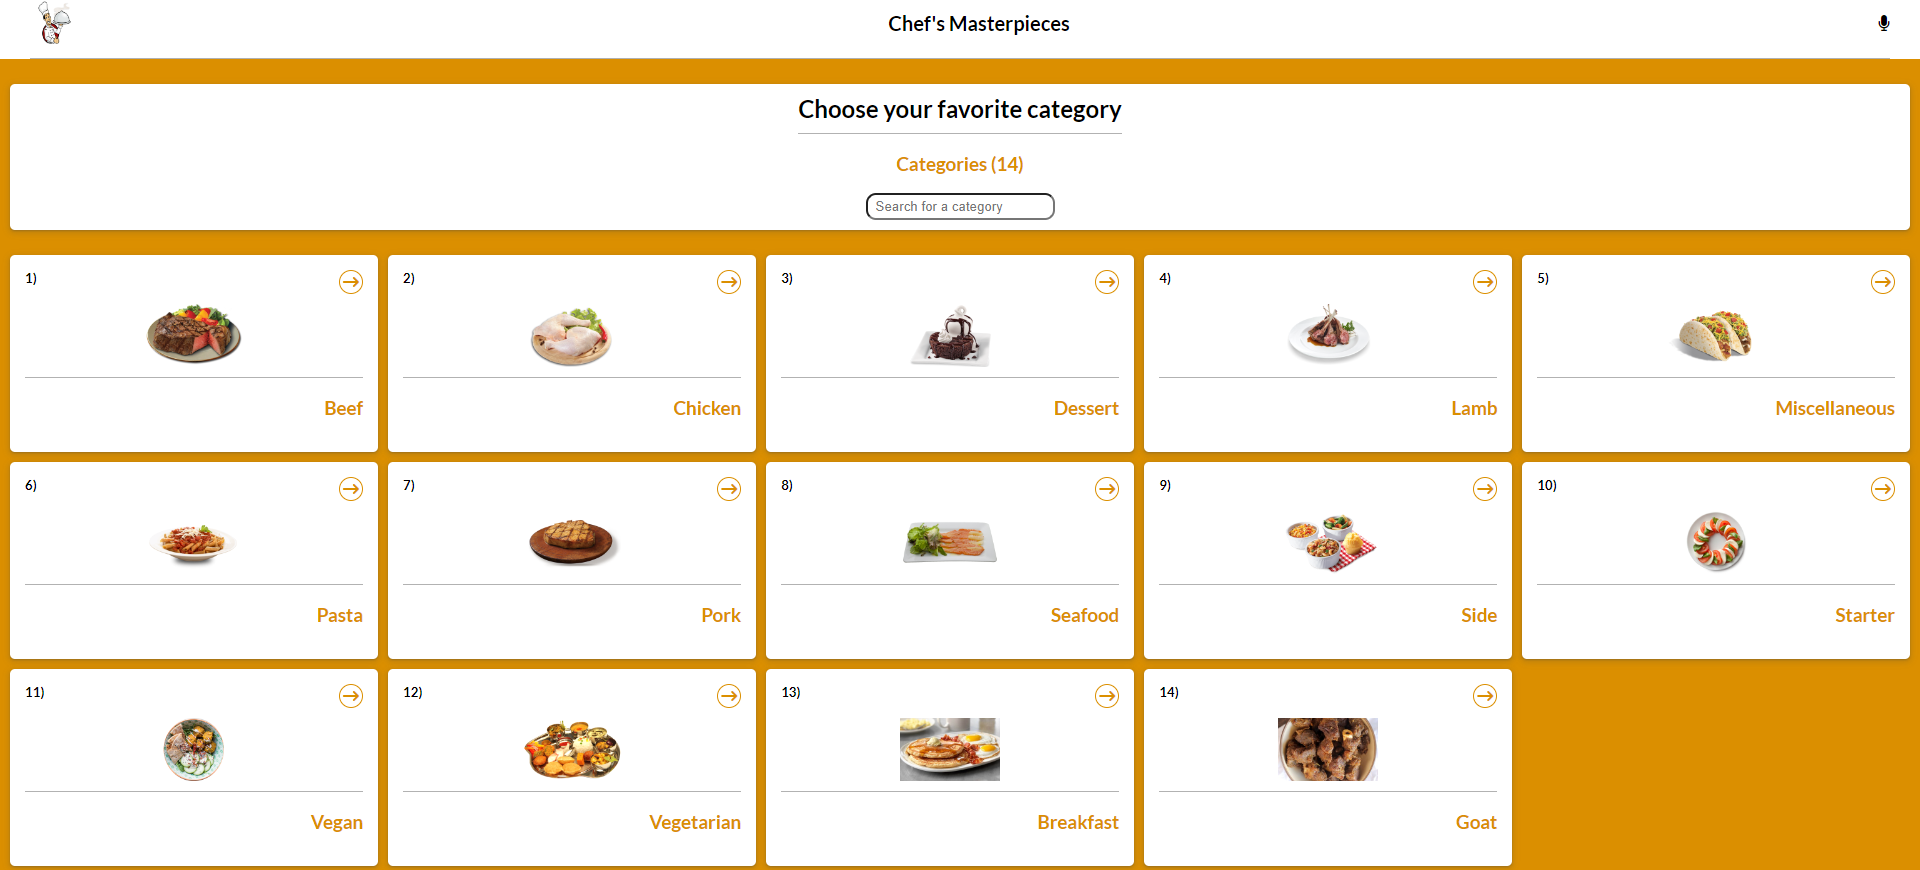 Chef's Masterpieces
Choose your favorite category
Categories (14)
Search for a category
1)
Beef
2)
Chicken
3)
Dessert
4)
Lamb
5)
Miscellaneous
6)
Pasta
7)
Pork
8)
Seafood
9)
Side
10)
Starter
11)
Vegan
12)
Vegetarian
13)
Breakfast
14)
Goat